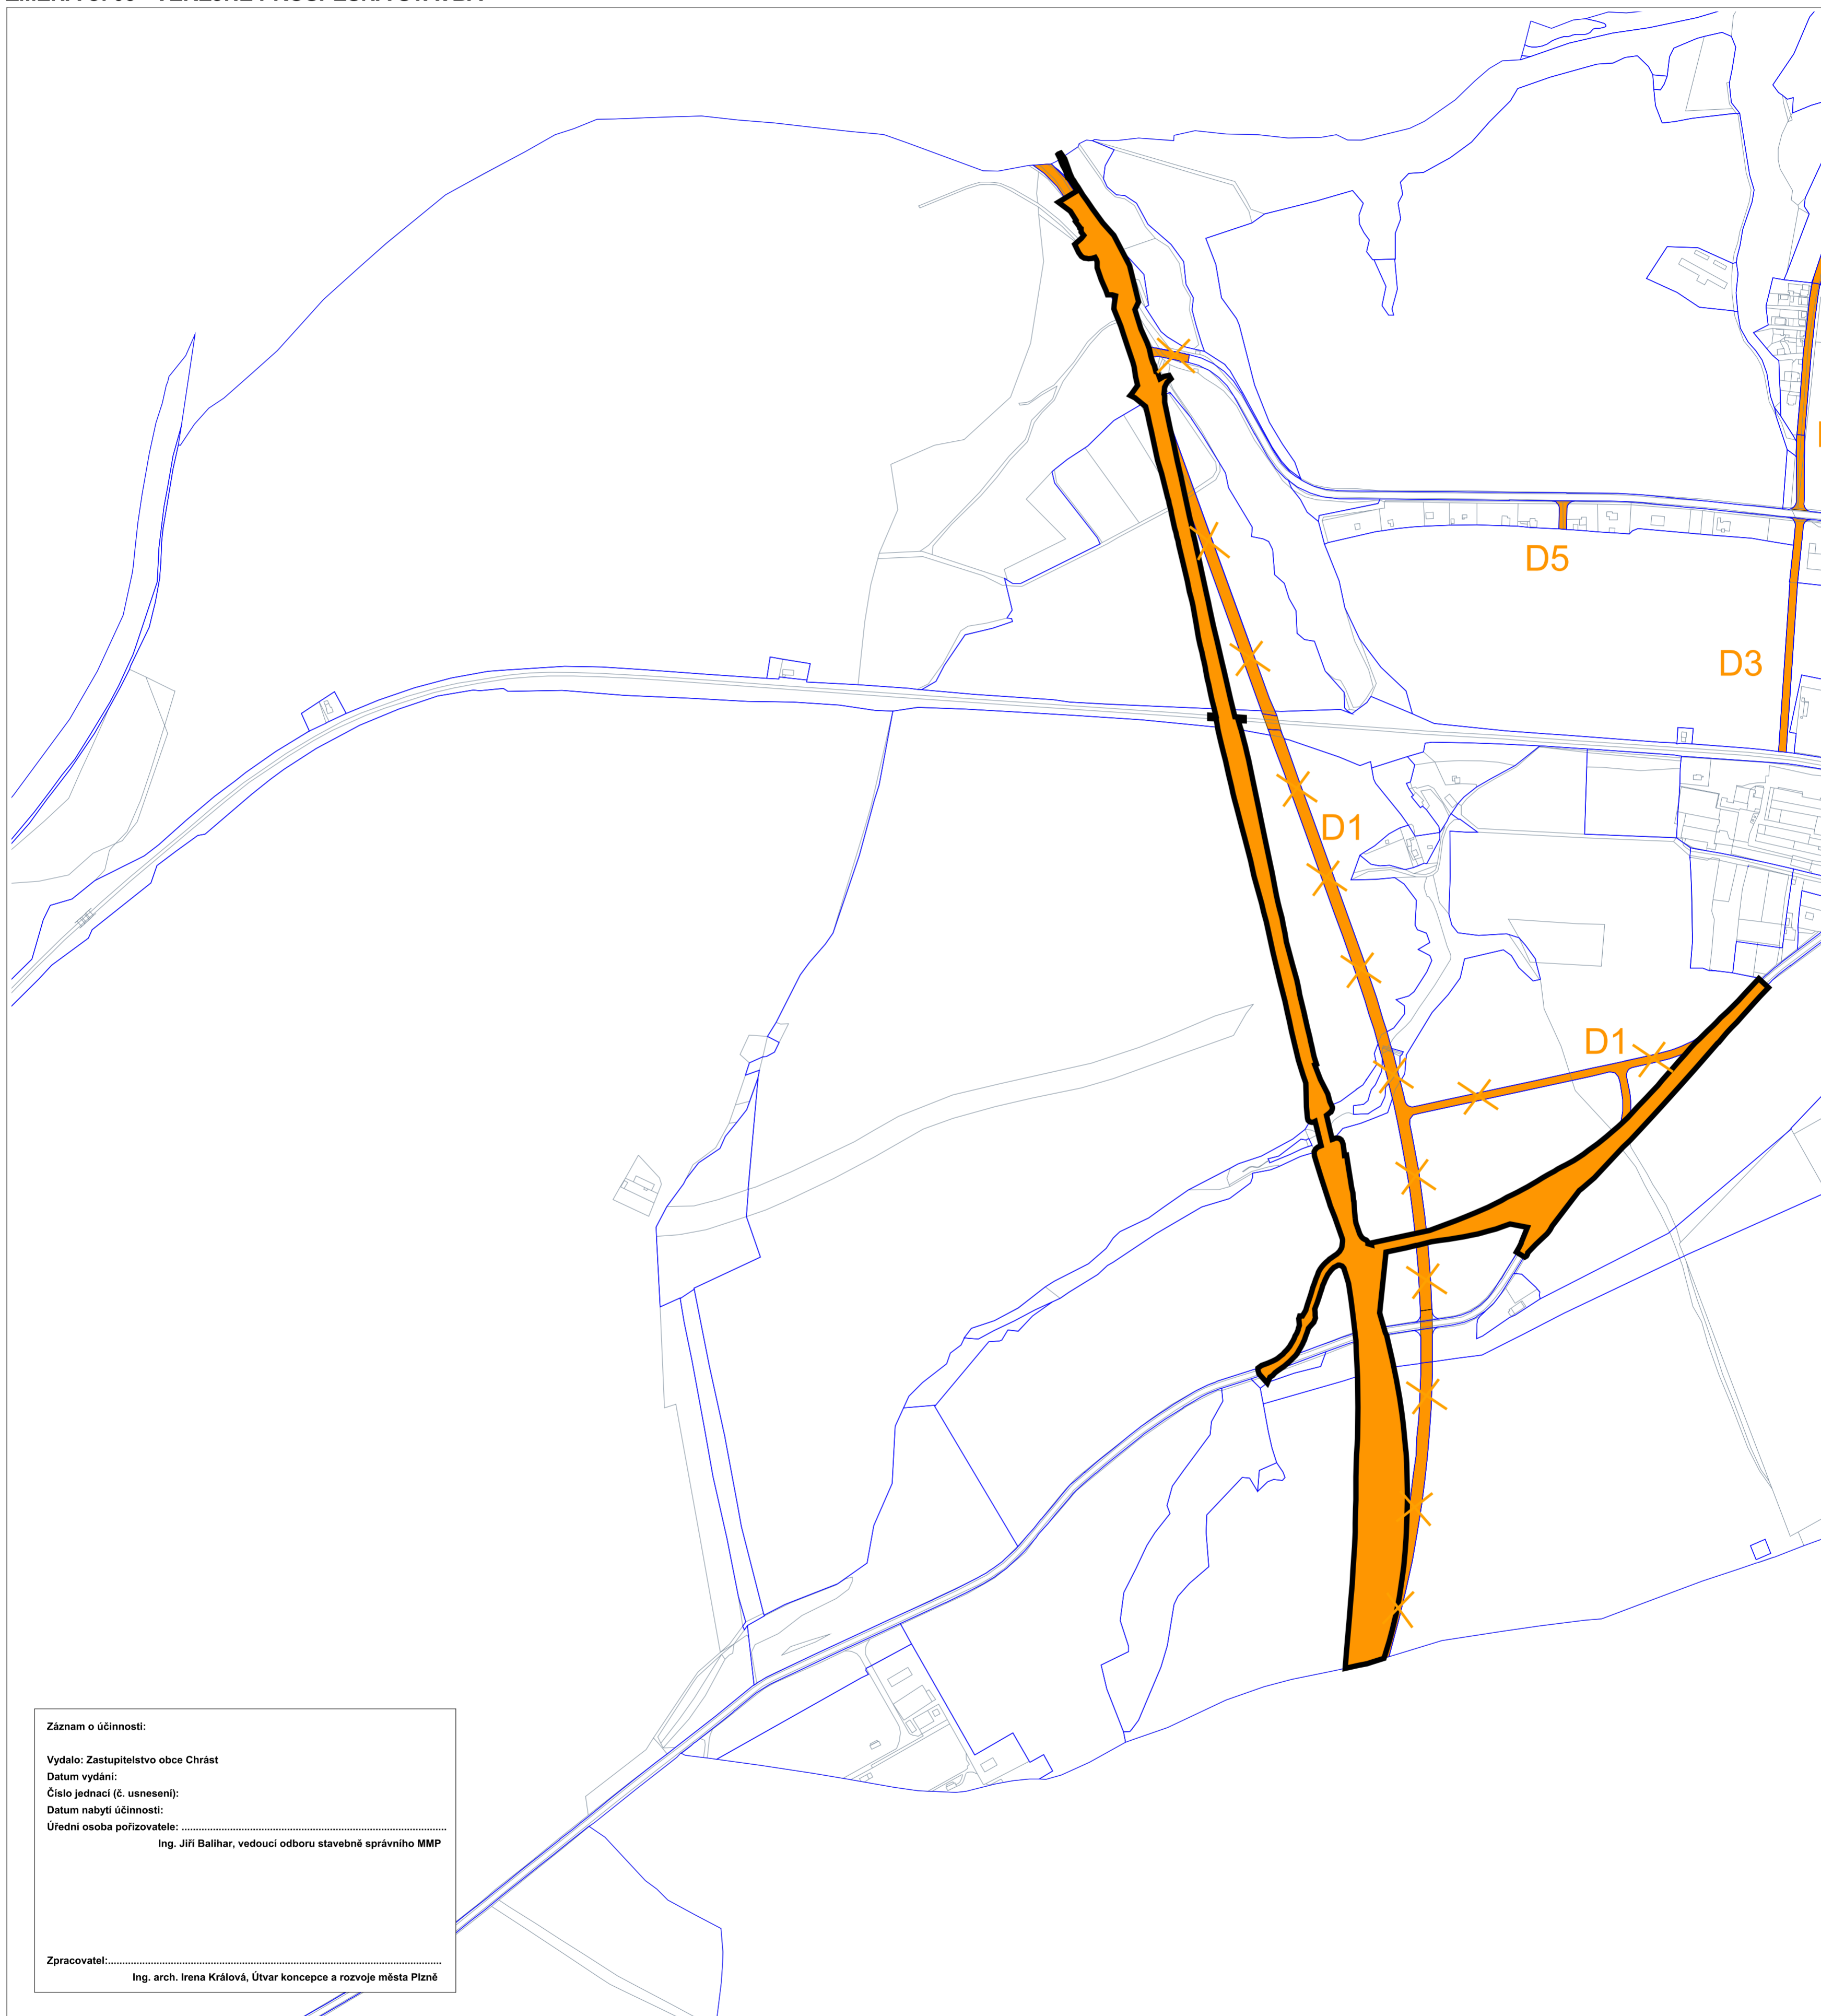 D5
D3
D1
D1
Záznam o účinnosti:
Vydalo: Zastupitelstvo obce Chrást
Datum vydání:
Číslo jednací (č. usnesení):
Datum nabytí účinnosti:
Úřední osoba pořizovatele: ................................................................................................
Ing. Jiří Balihar, vedoucí odboru stavebně správního MMP
Zpracovatel:........................................................................................................................
Ing. arch. Irena Králová, Útvar koncepce a rozvoje města Plzně